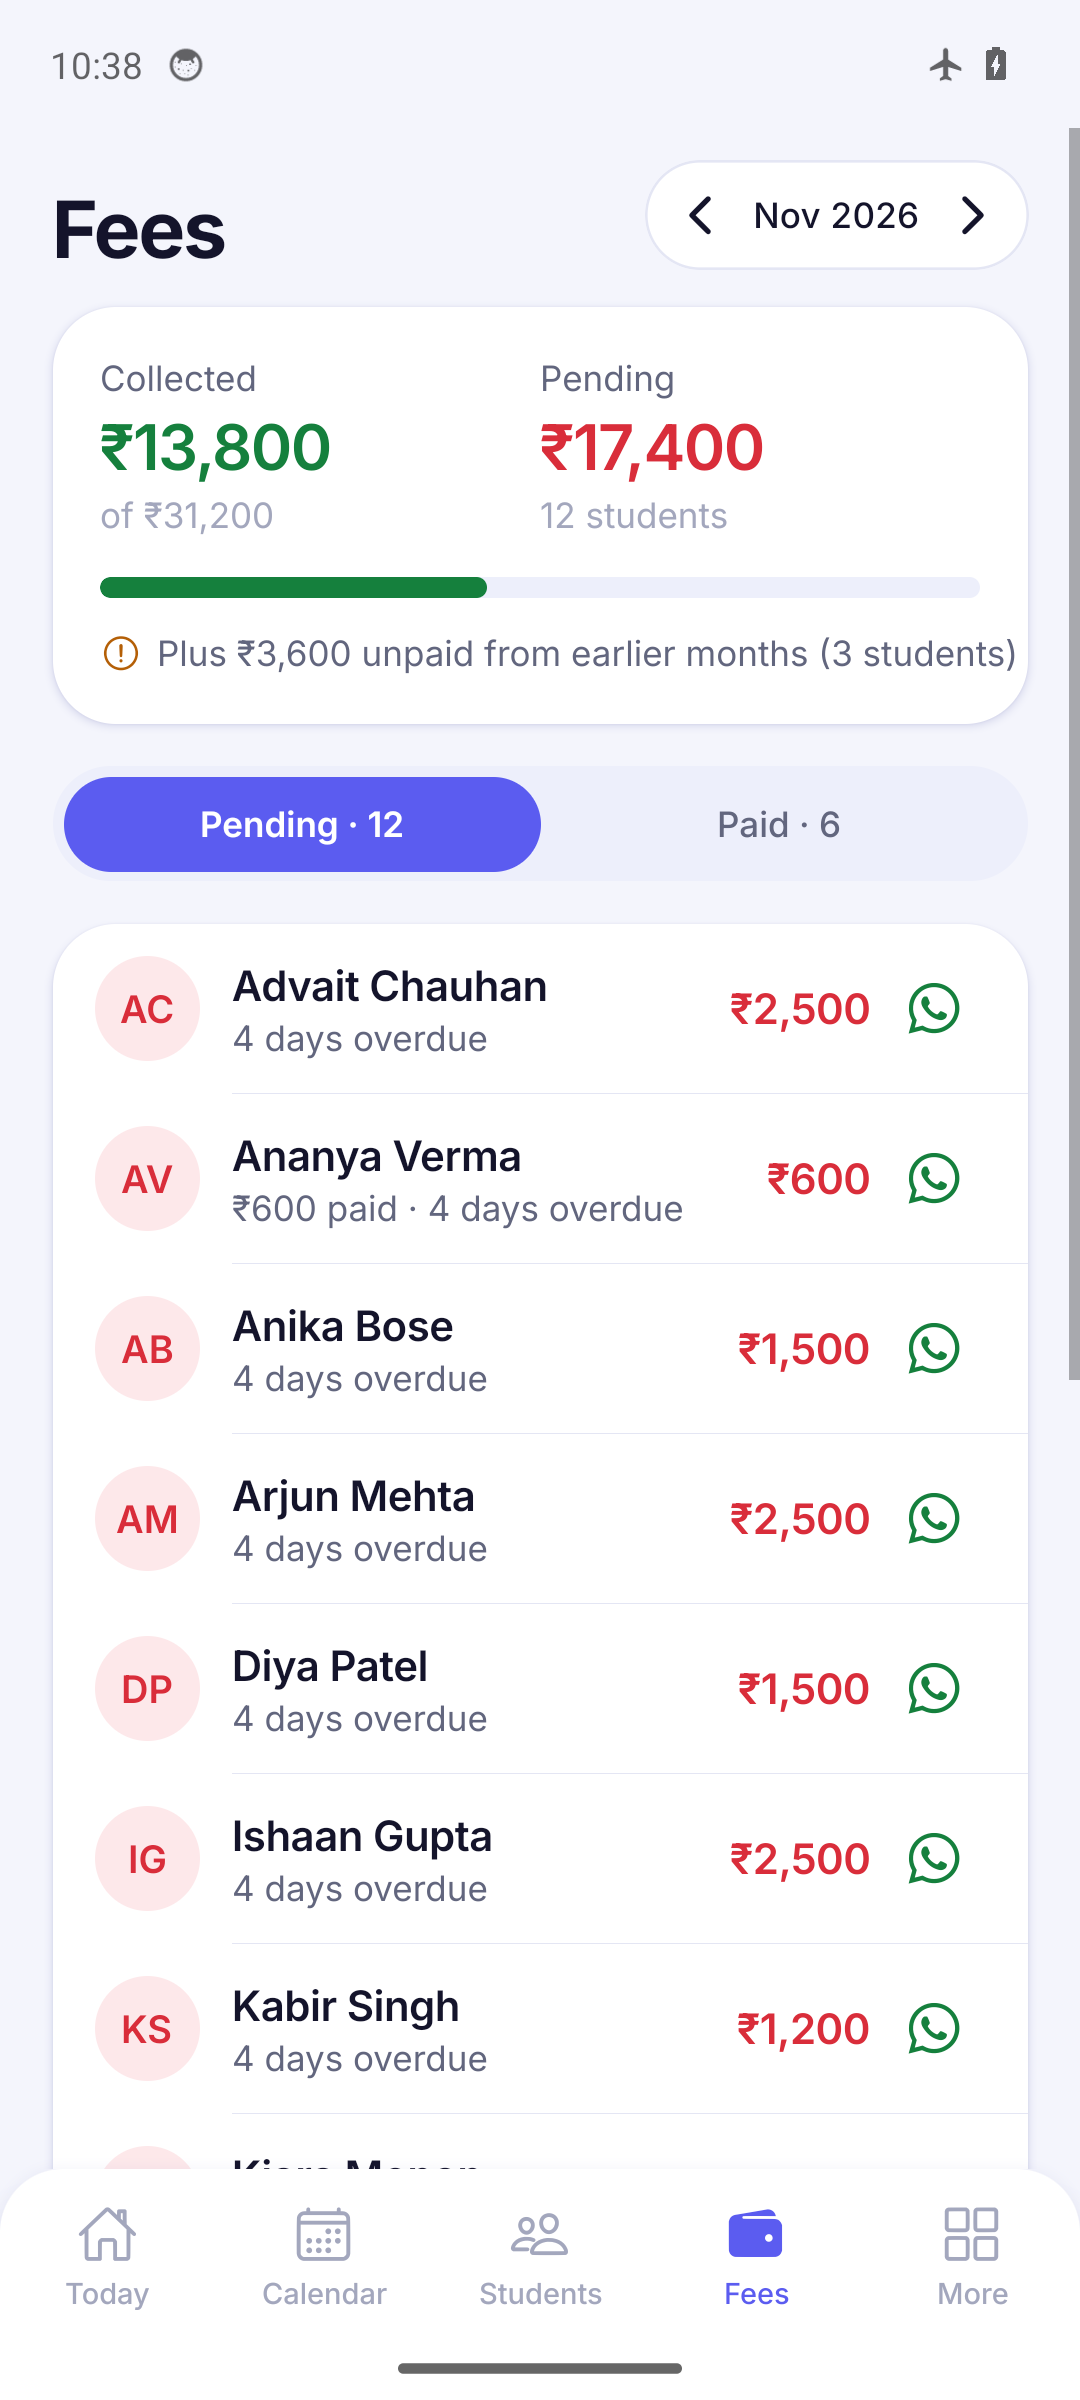 10:38
Fees
Nov 2026
Collected
Pending
₹13,800
₹17,400
of ₹31,200
12 students
Plus ₹3,600 unpaid from earlier months (3 students)
Pending · 12
Paid · 6
AC
Advait Chauhan
4 days overdue
₹2,500
AV
Ananya Verma
₹600 paid · 4 days overdue
₹600
AB
Anika Bose
4 days overdue
₹1,500
AM
Arjun Mehta
4 days overdue
₹2,500
DP
Diya Patel
4 days overdue
₹1,500
IG
Ishaan Gupta
4 days overdue
₹2,500
KS
Kabir Singh
4 days overdue
₹1,200
Today
Calendar
Students
Fees
More